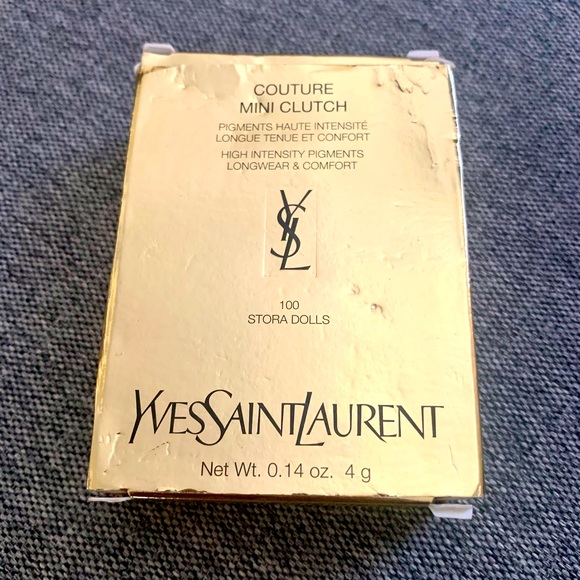 COUTURE
MINI CLUTCH
PIGMENTS HAUTE INTENSITÉ
LONGUE TENUE ET CONFORT
HIGH INTENSITY PIGMENTS
LONGWEAR & COMFORT
YSL
100
STORA DOLLS
YVESSAINTLAURENT
Net Wt. 0.14 oz. 4 g